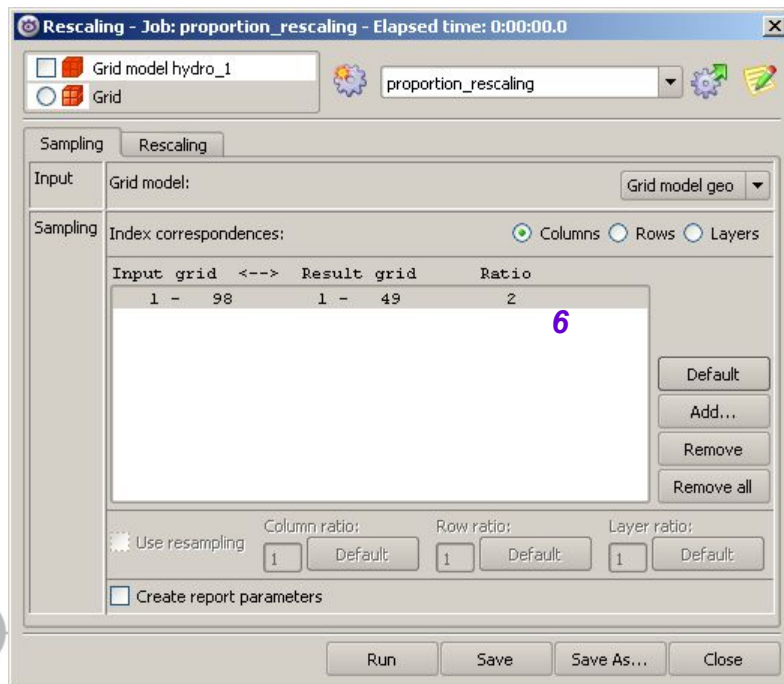 Rescaling - Job: proportion_rescaling - Elapsed time: 0:00:00.0
Grid model hydro_1
Grid
proportion_rescaling
Sampling Rescaling
Input Grid model: Grid model geo
Sampling Index correspondences: Columns Rows Layers
Input grid <--> Result grid Ratio
1 - 98 1 - 49 2
6
Default
Add...
Remove
Remove all
Column ratio: Row ratio: Layer ratio:
Use resampling 1 Default 1 Default 1 Default
Create report parameters
Run Save Save As... Close